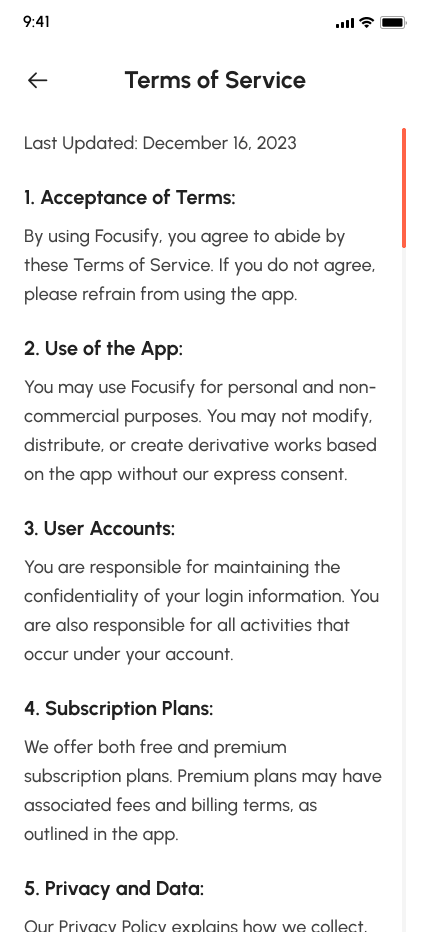 9:41
Terms of Service
Last Updated: December 16, 2023
1. Acceptance of Terms:
By using Focusify, you agree to abide by
these Terms of Service. If you do not agree,
please refrain from using the app.
2. Use of the App:
You may use Focusify for personal and non-
commercial purposes. You may not modify,
distribute, or create derivative works based
on the app without our express consent.
3. User Accounts:
You are responsible for maintaining the
confidentiality of your login information. You
are also responsible for all activities that
occur under your account.
4. Subscription Plans:
We offer both free and premium
subscription plans. Premium plans may have
associated fees and billing terms, as
outlined in the app.
5. Privacy and Data:
Our Privacy Policy explains how we collect,